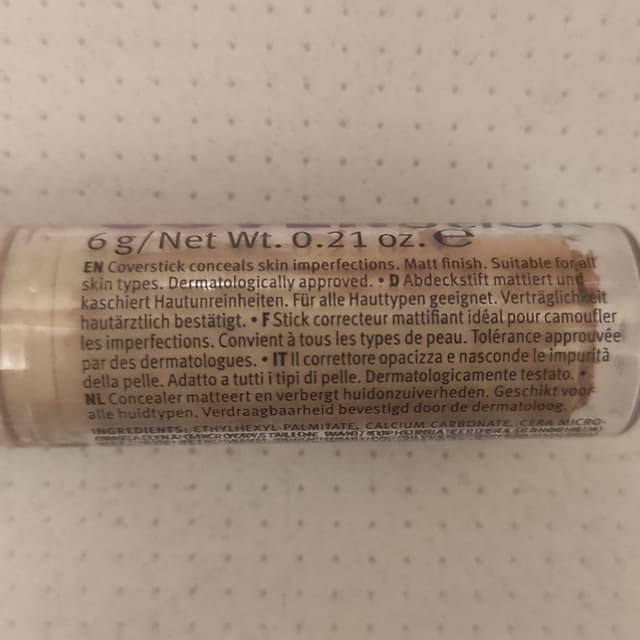 6 g/Net Wt. 0.21 oz. ℮
EN Coverstick conceals skin imperfections. Matt finish. Suitable for all
skin types. Dermatologically approved. • D Abdeckstift mattiert und
kaschiert Hautunreinheiten. Für alle Hauttypen geeignet. Verträglichkeit
hautärztlich bestätigt. • F Stick correcteur mattifiant idéal pour camoufler
les imperfections. Convient à tous les types de peau. Tolérance approuvée
par des dermatologues. • IT Il correttore opacizza e nasconde le impurità
della pelle. Adatto a tutti i tipi di pelle. Dermatologicamente testato. •
NL Concealer matteert en verbergt huidonzuiverheden. Geschikt voor
alle huidtypen. Verdraagbaarheid bevestigd door de dermatoloog.
INGREDIENTS: ETHYLHEXYL PALMITATE, CALCIUM CARBONATE, CERA MICRO-